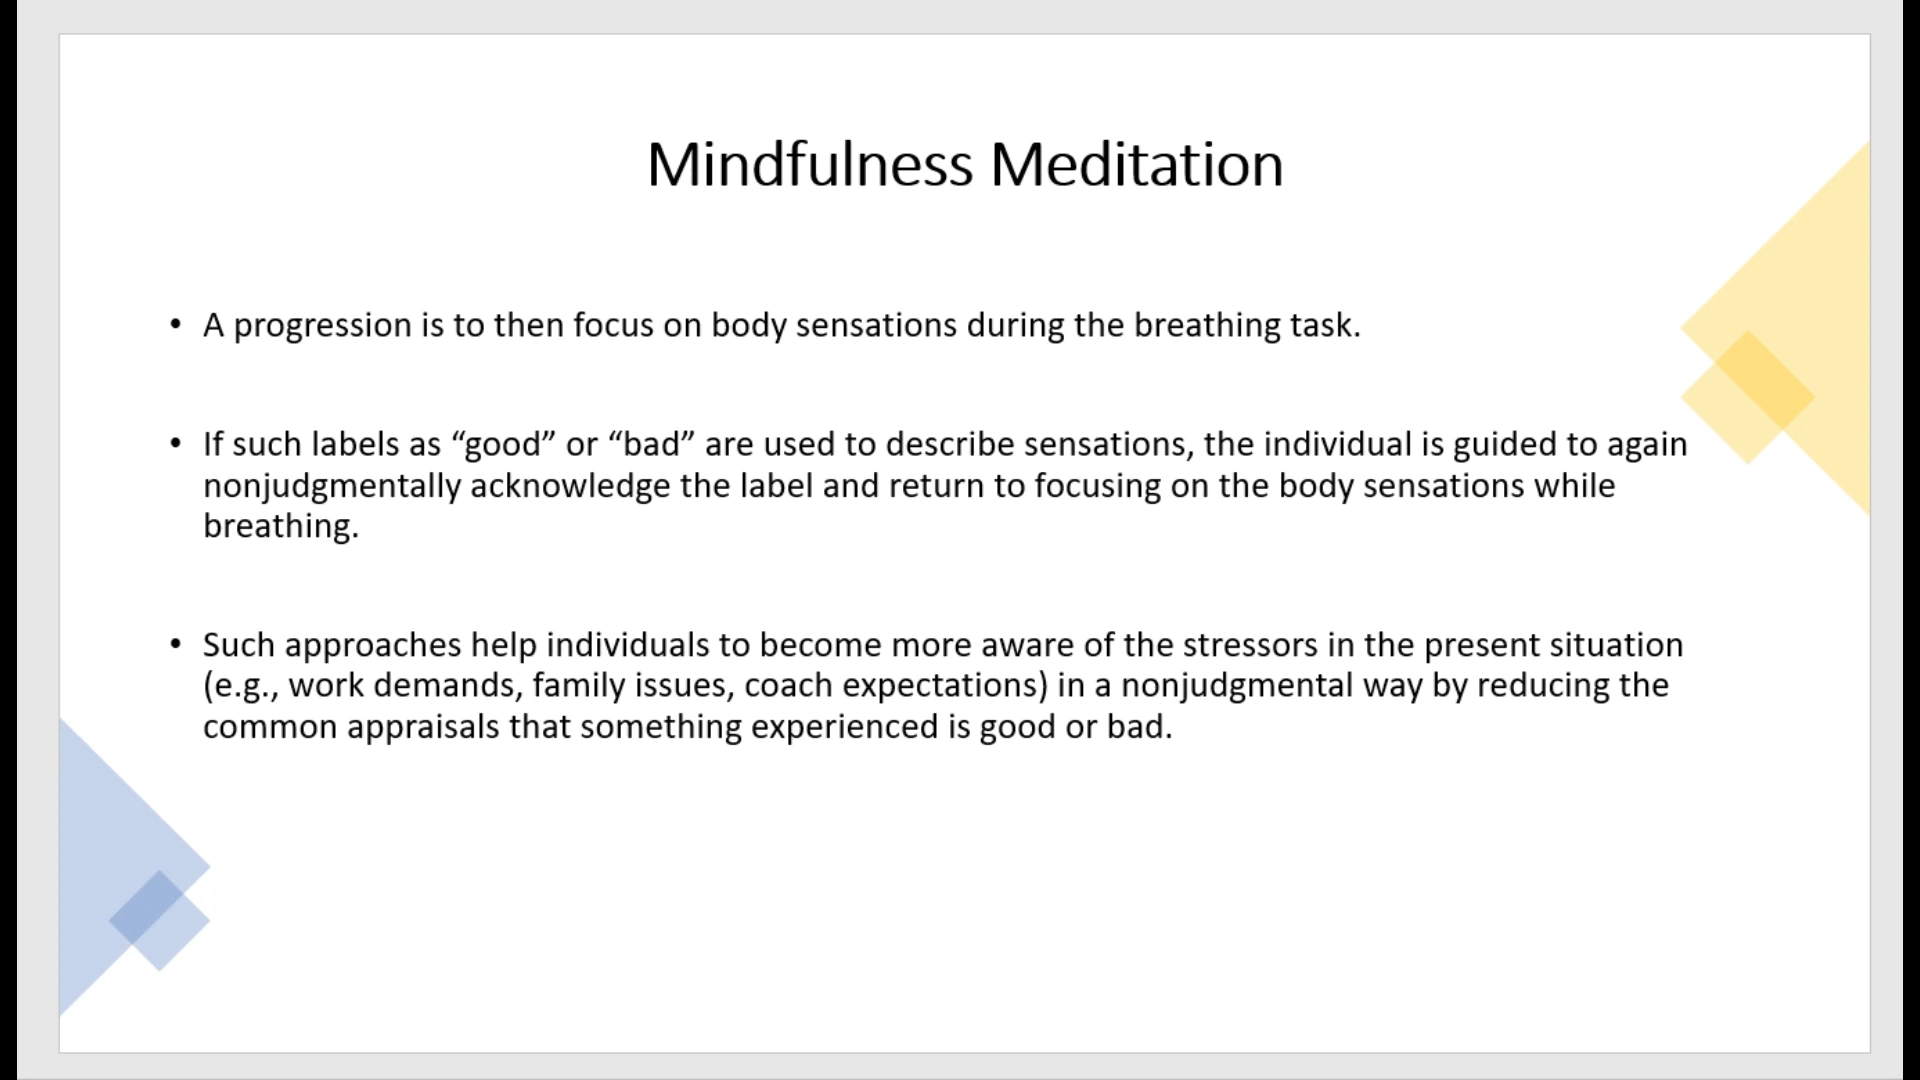 Mindfulness Meditation
• A progression is to then focus on body sensations during the breathing task.
• If such labels as “good” or “bad” are used to describe sensations, the individual is guided to again
nonjudgmentally acknowledge the label and return to focusing on the body sensations while
breathing.
• Such approaches help individuals to become more aware of the stressors in the present situation
(e.g., work demands, family issues, coach expectations) in a nonjudgmental way by reducing the
common appraisals that something experienced is good or bad.